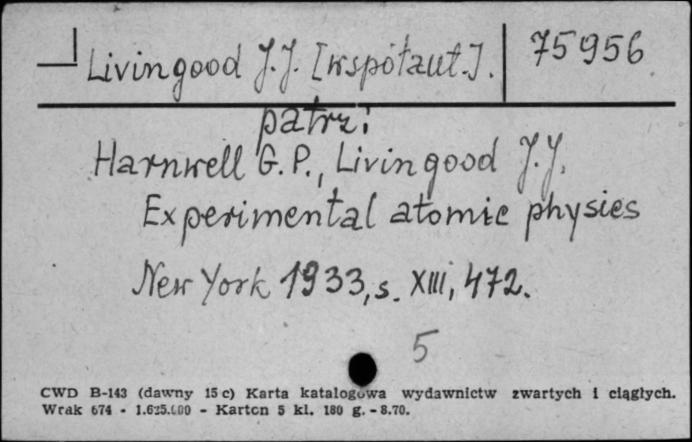 Livingood J.J. [współaut.]. 75956
patrz:
Harnwell G.P., Livingood J.J.
Experimental atomic physics
New York 1933, s. XIII, 472.
5
CWD B-143 (dawny 15 c) Karta katalogowa wydawnictw zwartych i ciągłych.
Wrak 674 - 1.625.000 - Karton 5 kl. 180 g. - 8.70.